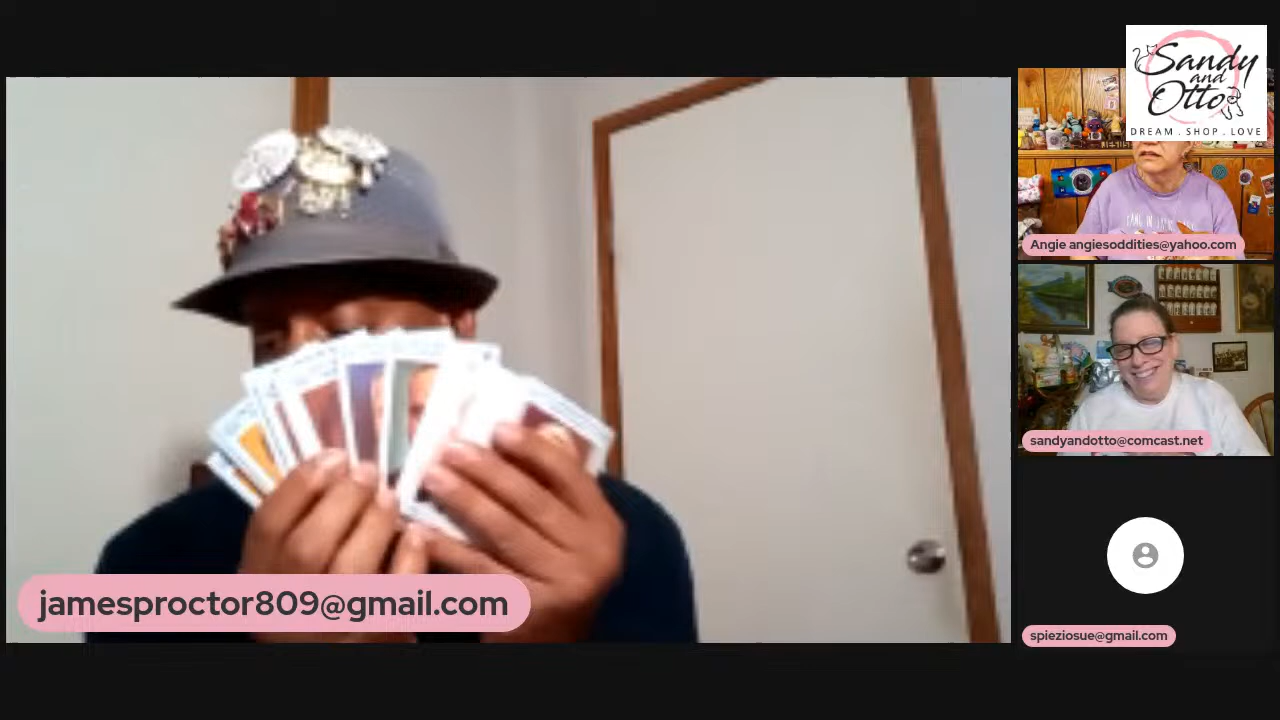 Sandy
and
Otto
DREAM . SHOP . LOVE
JESUS
Angie angiesoddities@yahoo.com
sandyandotto@comcast.net
jamesproctor809@gmail.com
spieziosue@gmail.com